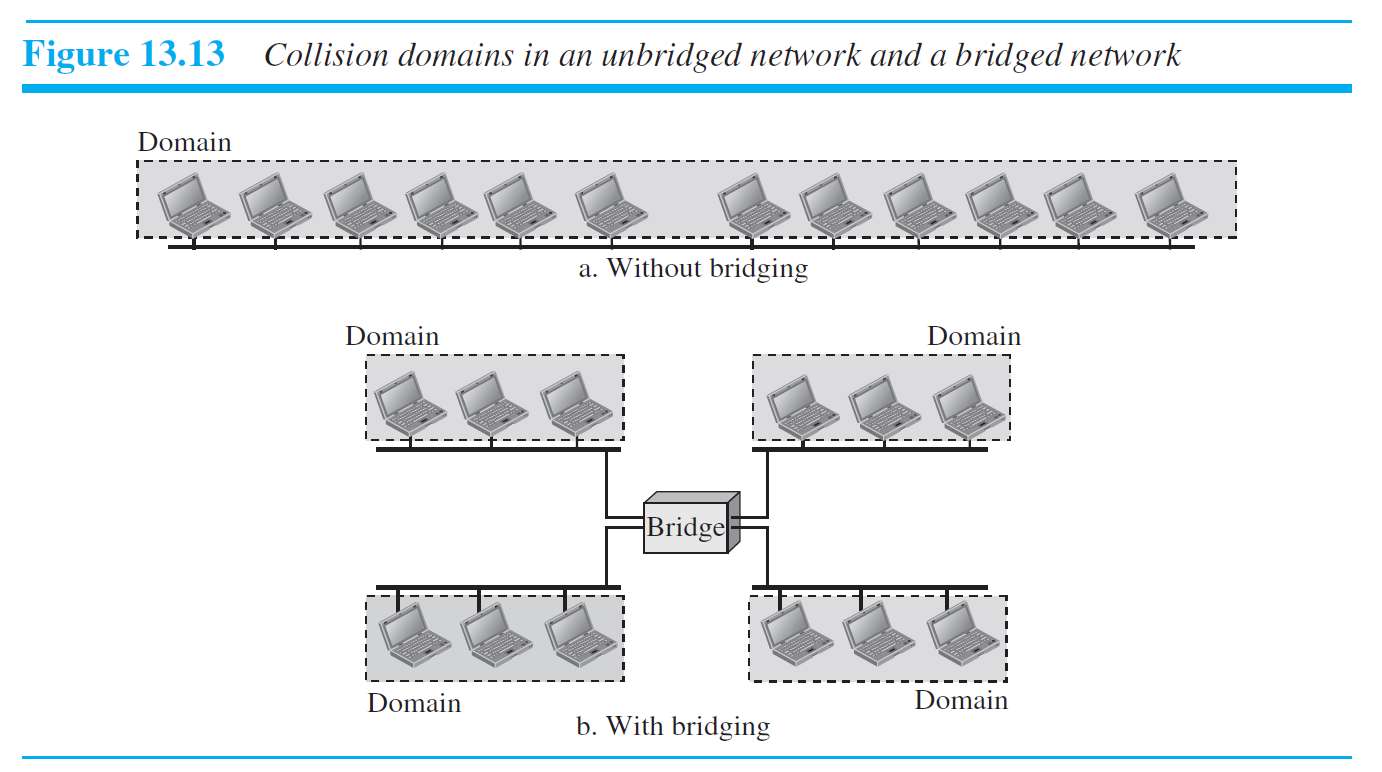 Figure 13.13 Collision domains in an unbridged network and a bridged network
Domain
a. Without bridging
Domain
Domain
Bridge
Domain
Domain
b. With bridging